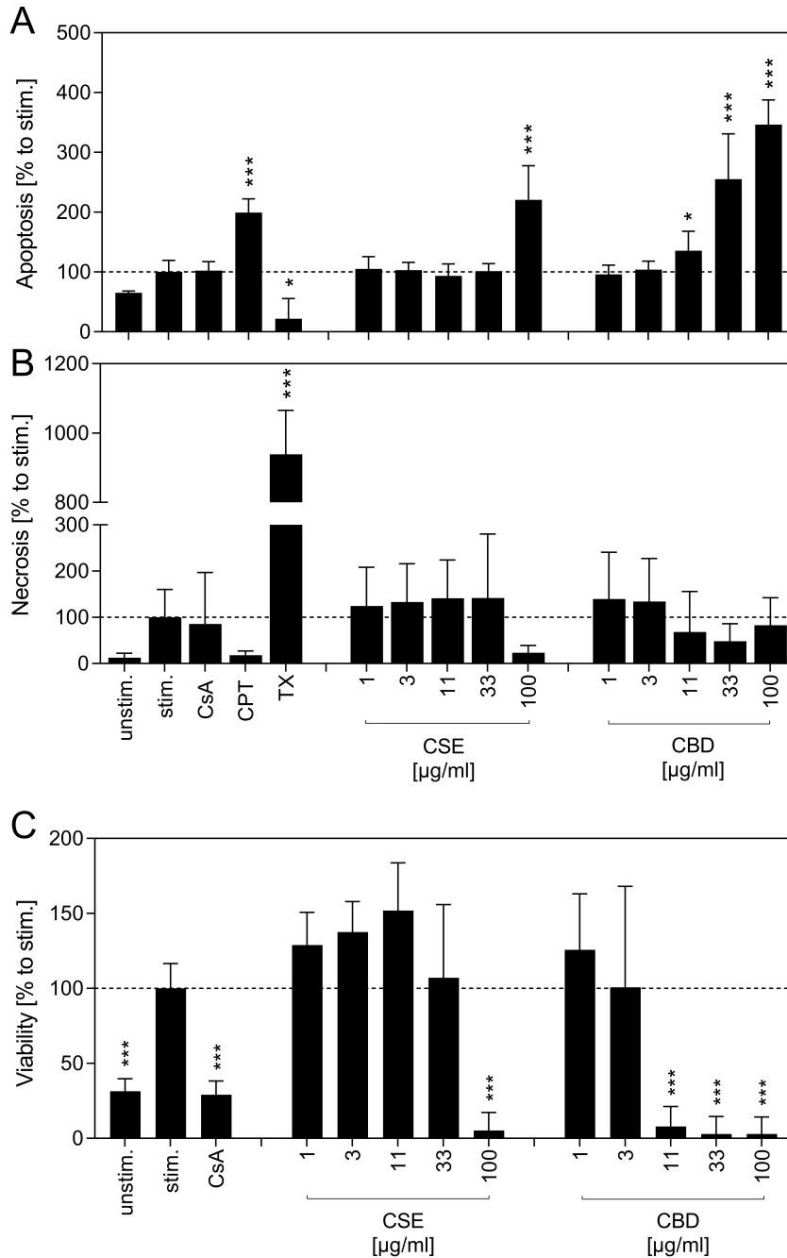 A
Apoptosis [% to stim.]
500
400
300
200
100
0
***
*
***
*
***
***
B
Necrosis [% to stim.]
1200
1000
800
300
200
100
0
***
unstim.
stim.
CsA
CPT
TX
1
3
11
33
100
1
3
11
33
100
CSE
[µg/ml]
CBD
[µg/ml]
C
Viability [% to stim.]
200
150
100
50
0
***
***
***
***
***
***
unstim.
stim.
CsA
1
3
11
33
100
1
3
11
33
100
CSE
[µg/ml]
CBD
[µg/ml]